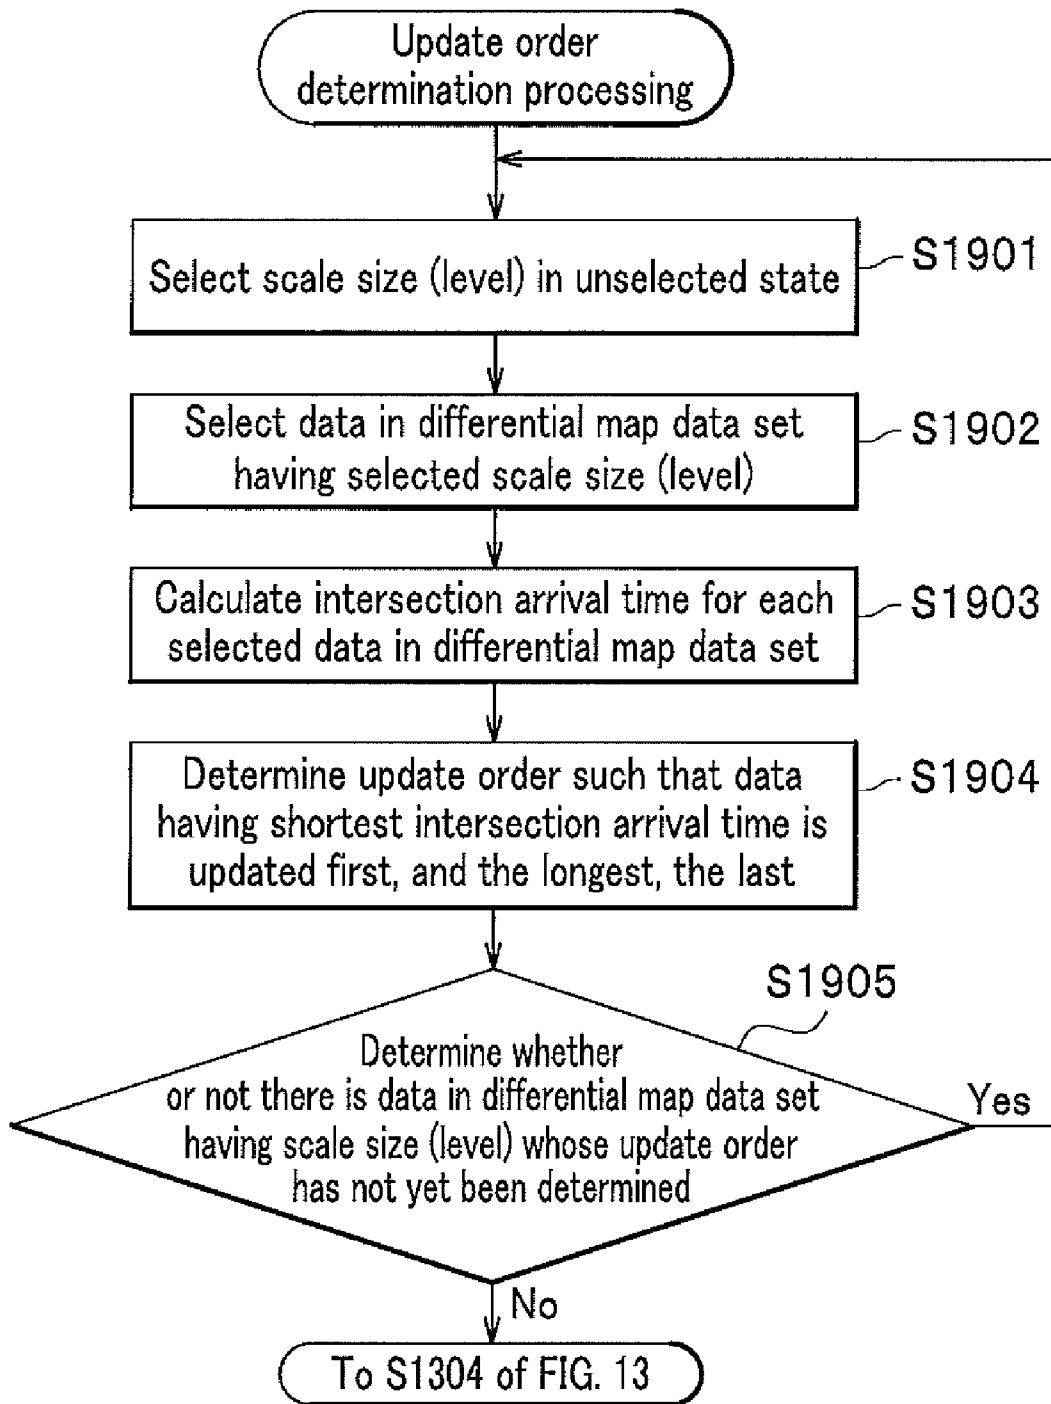 Update order
determination processing
Select scale size (level) in unselected state
S1901
Select data in differential map data set
having selected scale size (level)
S1902
Calculate intersection arrival time for each
selected data in differential map data set
S1903
Determine update order such that data
having shortest intersection arrival time is
updated first, and the longest, the last
S1904
S1905
Determine whether
or not there is data in differential map data set
having scale size (level) whose update order
has not yet been determined
Yes
No
To S1304 of FIG. 13